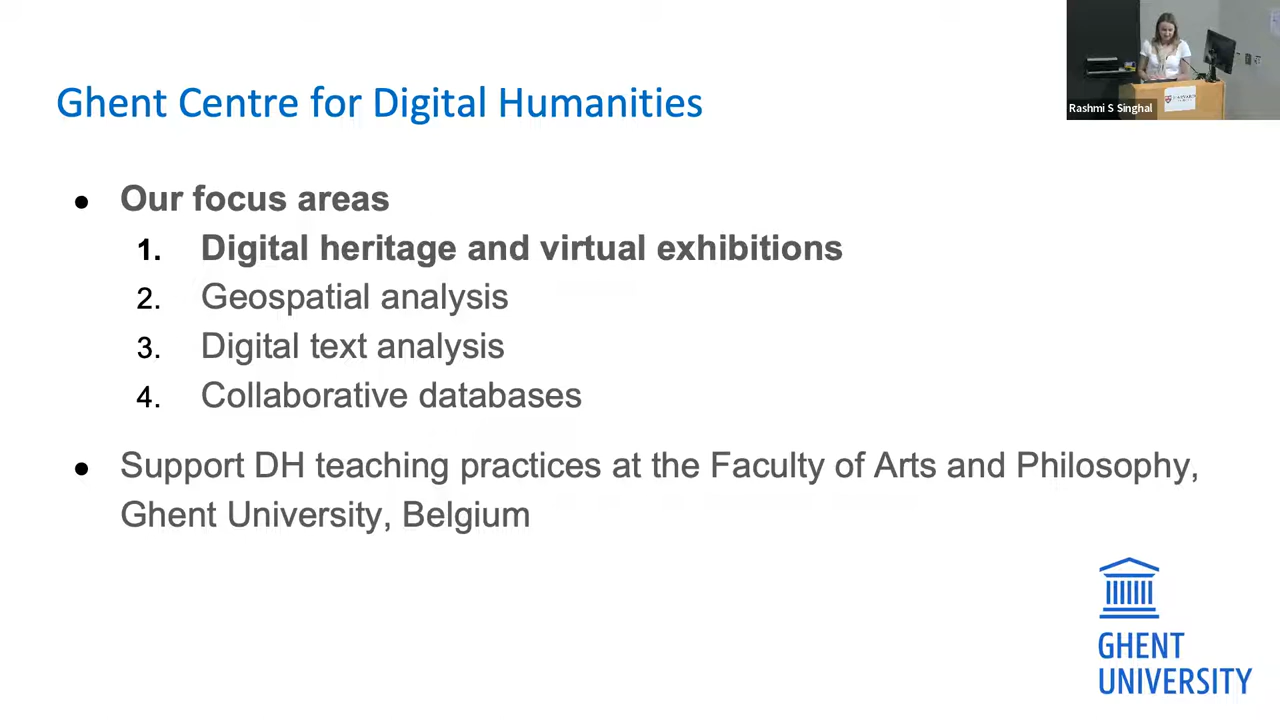 Ghent Centre for Digital Humanities
Rashmi S Singhal
● Our focus areas
1. Digital heritage and virtual exhibitions
2. Geospatial analysis
3. Digital text analysis
4. Collaborative databases
● Support DH teaching practices at the Faculty of Arts and Philosophy,
Ghent University, Belgium
GHENT
UNIVERSITY